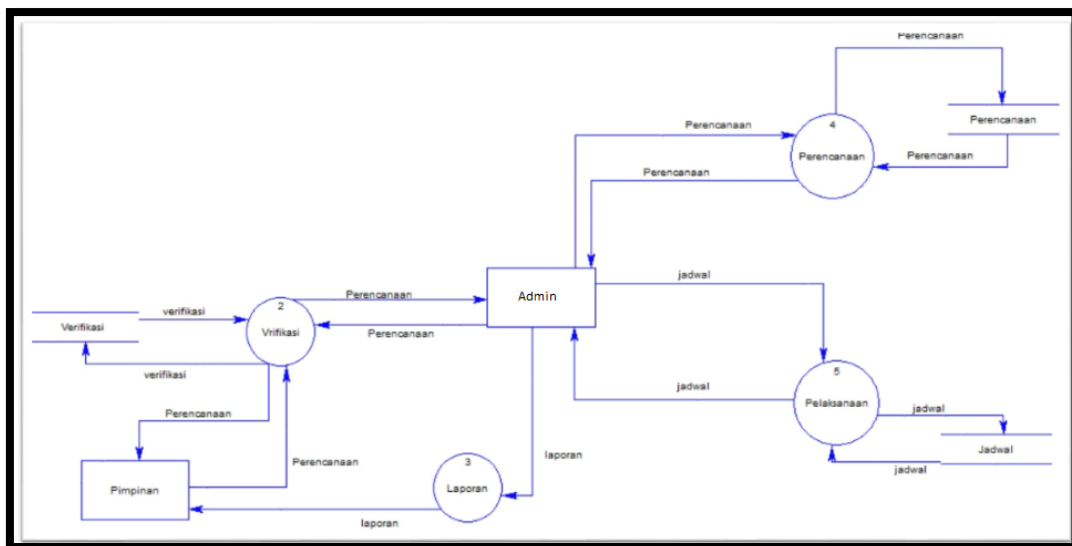 Perencanaan
4
Perencanaan
Perencanaan
Perencanaan
Perencanaan
Perencanaan
jadwal
Admin
Perencanaan
2
Vrifikasi
verifikasi
Verifikasi
Perencanaan
verifikasi
jadwal
5
Pelaksanaan
jadwal
Jadwal
jadwal
Perencanaan
Perencanaan
laporan
3
Laporan
Pimpinan
laporan